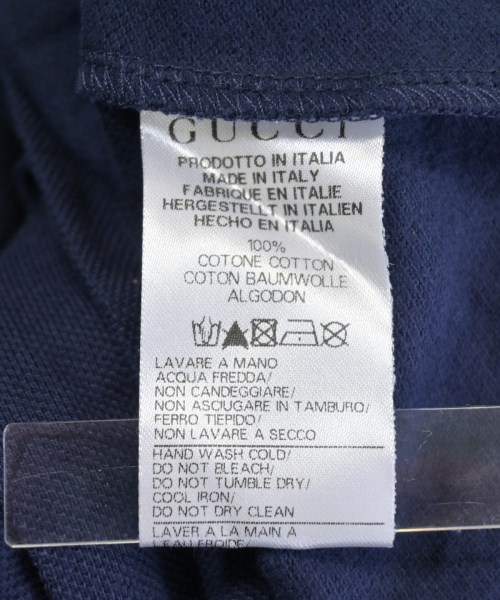 GUCCI
PRODOTTO IN ITALIA
MADE IN ITALY
FABRIQUE EN ITALIE
HERGESTELLT IN ITALIEN
HECHO EN ITALIA
100%
COTONE COTTON
COTON BAUMWOLLE
ALGODON
LAVARE A MANO
ACQUA FREDDA/
NON CANDEGGIARE/
NON ASCIUGARE IN TAMBURO/
FERRO TIEPIDO/
NON LAVARE A SECCO
HAND WASH COLD/
DO NOT BLEACH/
DO NOT TUMBLE DRY/
COOL IRON/
DO NOT DRY CLEAN
LAVER A LA MAIN A
L'EAU FROIDE/